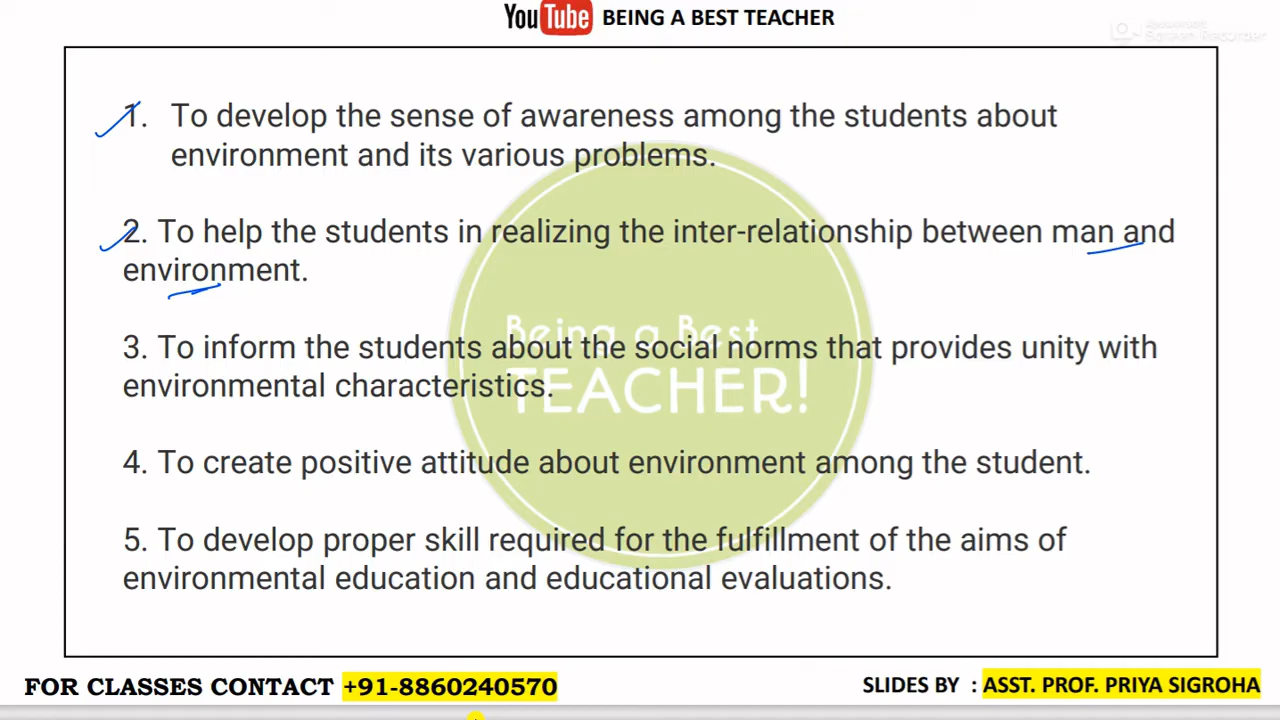 YouTube BEING A BEST TEACHER
Screen Recorder
1. To develop the sense of awareness among the students about
environment and its various problems.
2. To help the students in realizing the inter-relationship between man and
environment.
Being a Best
3. To inform the students about the social norms that provides unity with
TEACHER!
environmental characteristics.
4. To create positive attitude about environment among the student.
5. To develop proper skill required for the fulfillment of the aims of
environmental education and educational evaluations.
FOR CLASSES CONTACT +91-8860240570
SLIDES BY : ASST. PROF. PRIYA SIGROHA